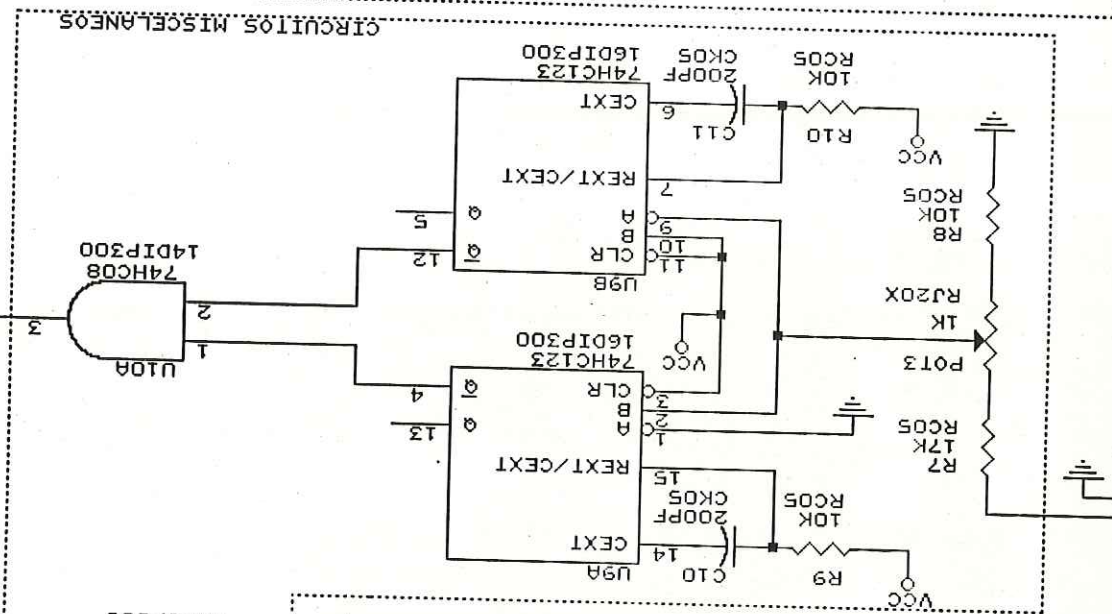 VCC
R9
10K
RC05
C10
200PF
CK05
U9A
14
CEXT
15
REXT/CEXT
1
A
2
B
3
CLR
13
Q
4
Q
74HC123
16DIP300
R7
17K
RC05
POT3
1K
RJ20X
R8
10K
RC05
VCC
U10A
1
2
3
74HC08
14DIP300
U9B
11
CLR
10
B
9
A
12
Q
5
Q
7
REXT/CEXT
6
CEXT
VCC
R10
10K
RC05
C11
200PF
CK05
74HC123
16DIP300
CIRCUITOS MISCELANEOS